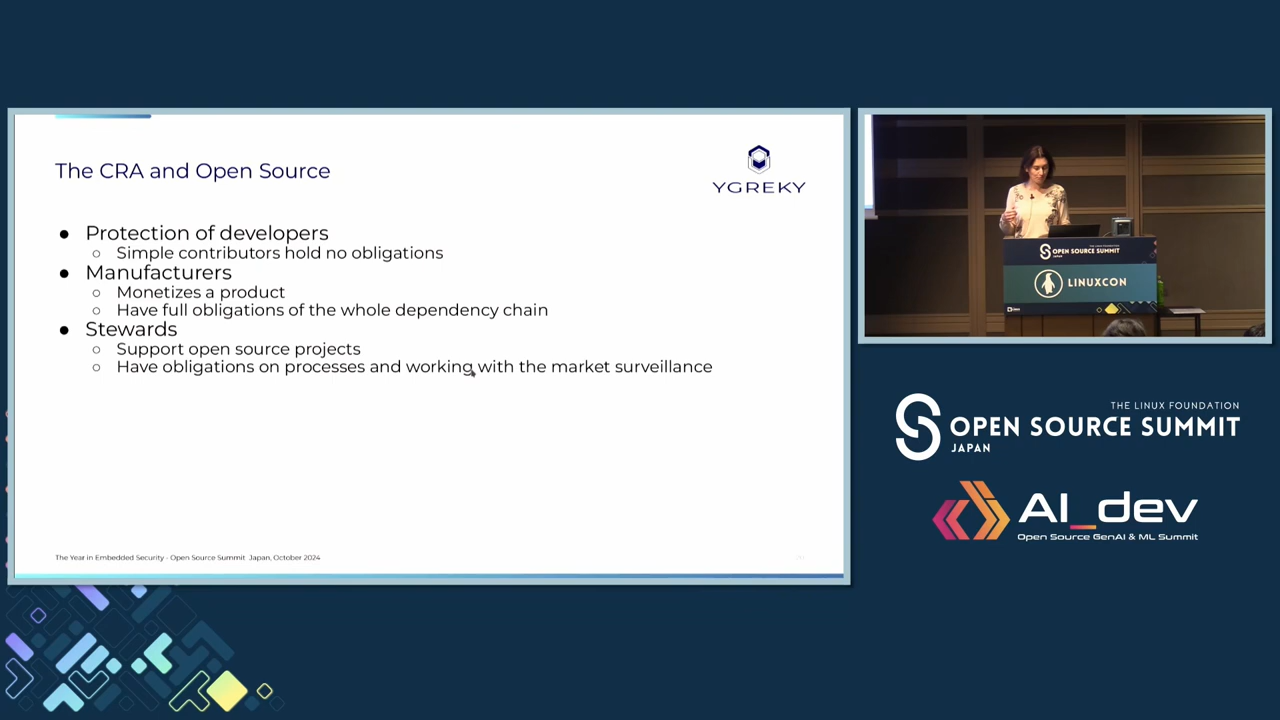 The CRA and Open Source
YGREKY
● Protection of developers
○ Simple contributors hold no obligations
● Manufacturers
○ Monetizes a product
○ Have full obligations of the whole dependency chain
● Stewards
○ Support open source projects
○ Have obligations on processes and working with the market surveillance
The Year in Embedded Security - Open Source Summit Japan, October 2024
OPEN SOURCE SUMMIT
LINUXCON
THE LINUX FOUNDATION
OPEN SOURCE SUMMIT
JAPAN
AI_dev
Open Source GenAI & ML Summit